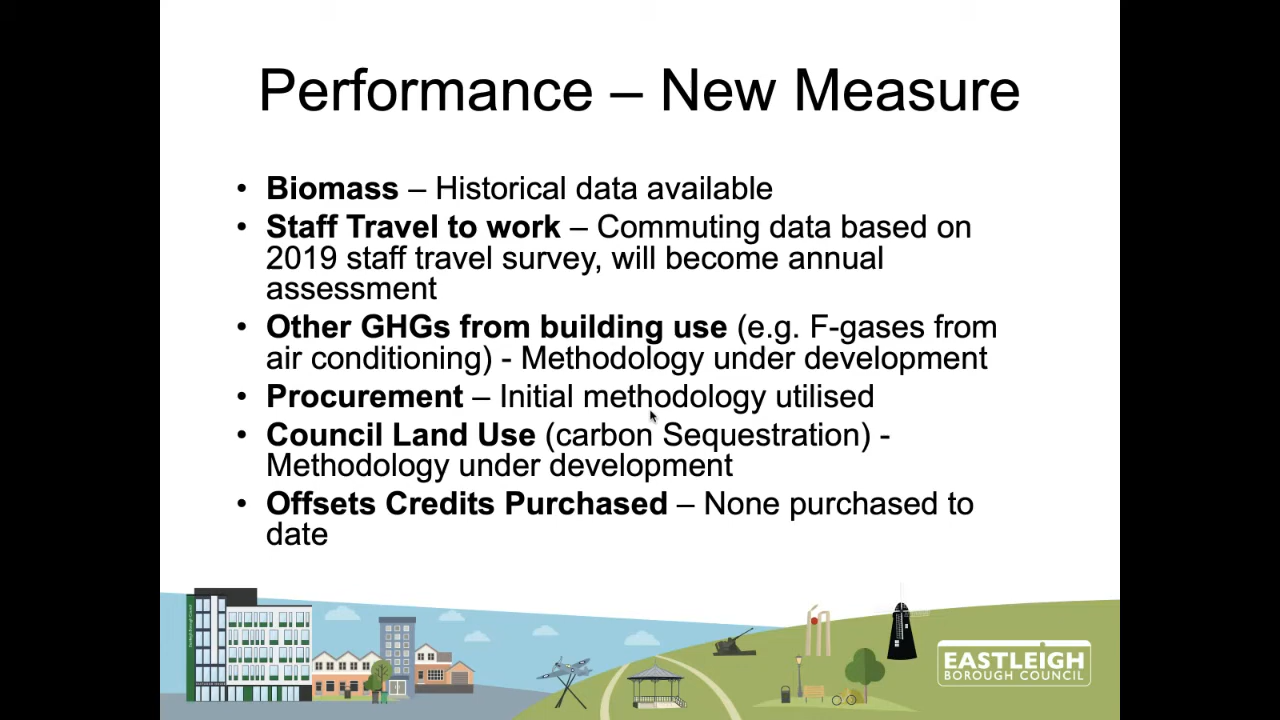 Performance – New Measure
• Biomass – Historical data available
• Staff Travel to work – Commuting data based on
2019 staff travel survey, will become annual
assessment
• Other GHGs from building use (e.g. F-gases from
air conditioning) - Methodology under development
• Procurement – Initial methodology utilised
• Council Land Use (carbon Sequestration) -
Methodology under development
• Offsets Credits Purchased – None purchased to
date
EASTLEIGH
BOROUGH COUNCIL